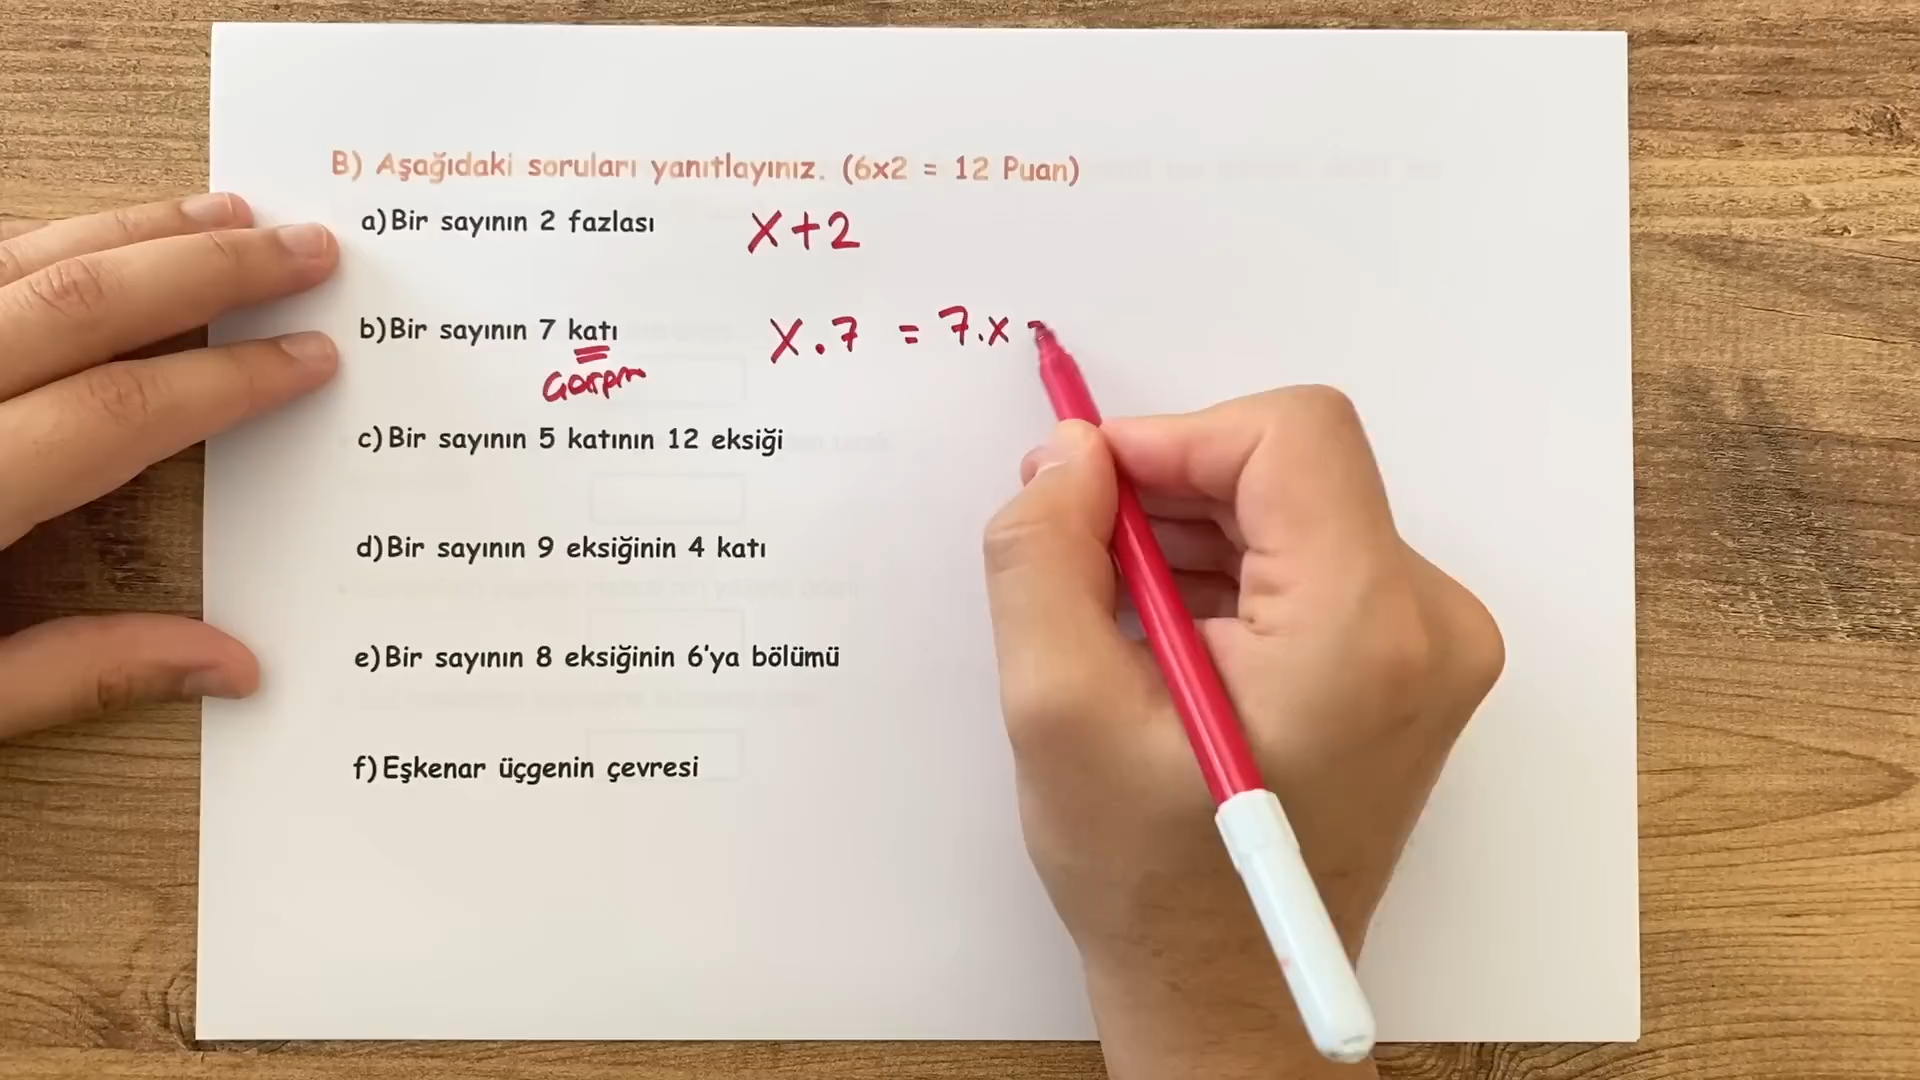 B) Aşağıdaki soruları yanıtlayınız. (6x2 = 12 Puan)
a) Bir sayının 2 fazlası x+2
b) Bir sayının 7 katı x.7 = 7.x =
Çarpm
c) Bir sayının 5 katının 12 eksiği
d) Bir sayının 9 eksiğinin 4 katı
e) Bir sayının 8 eksiğinin 6'ya bölümü
f) Eşkenar üçgenin çevresi